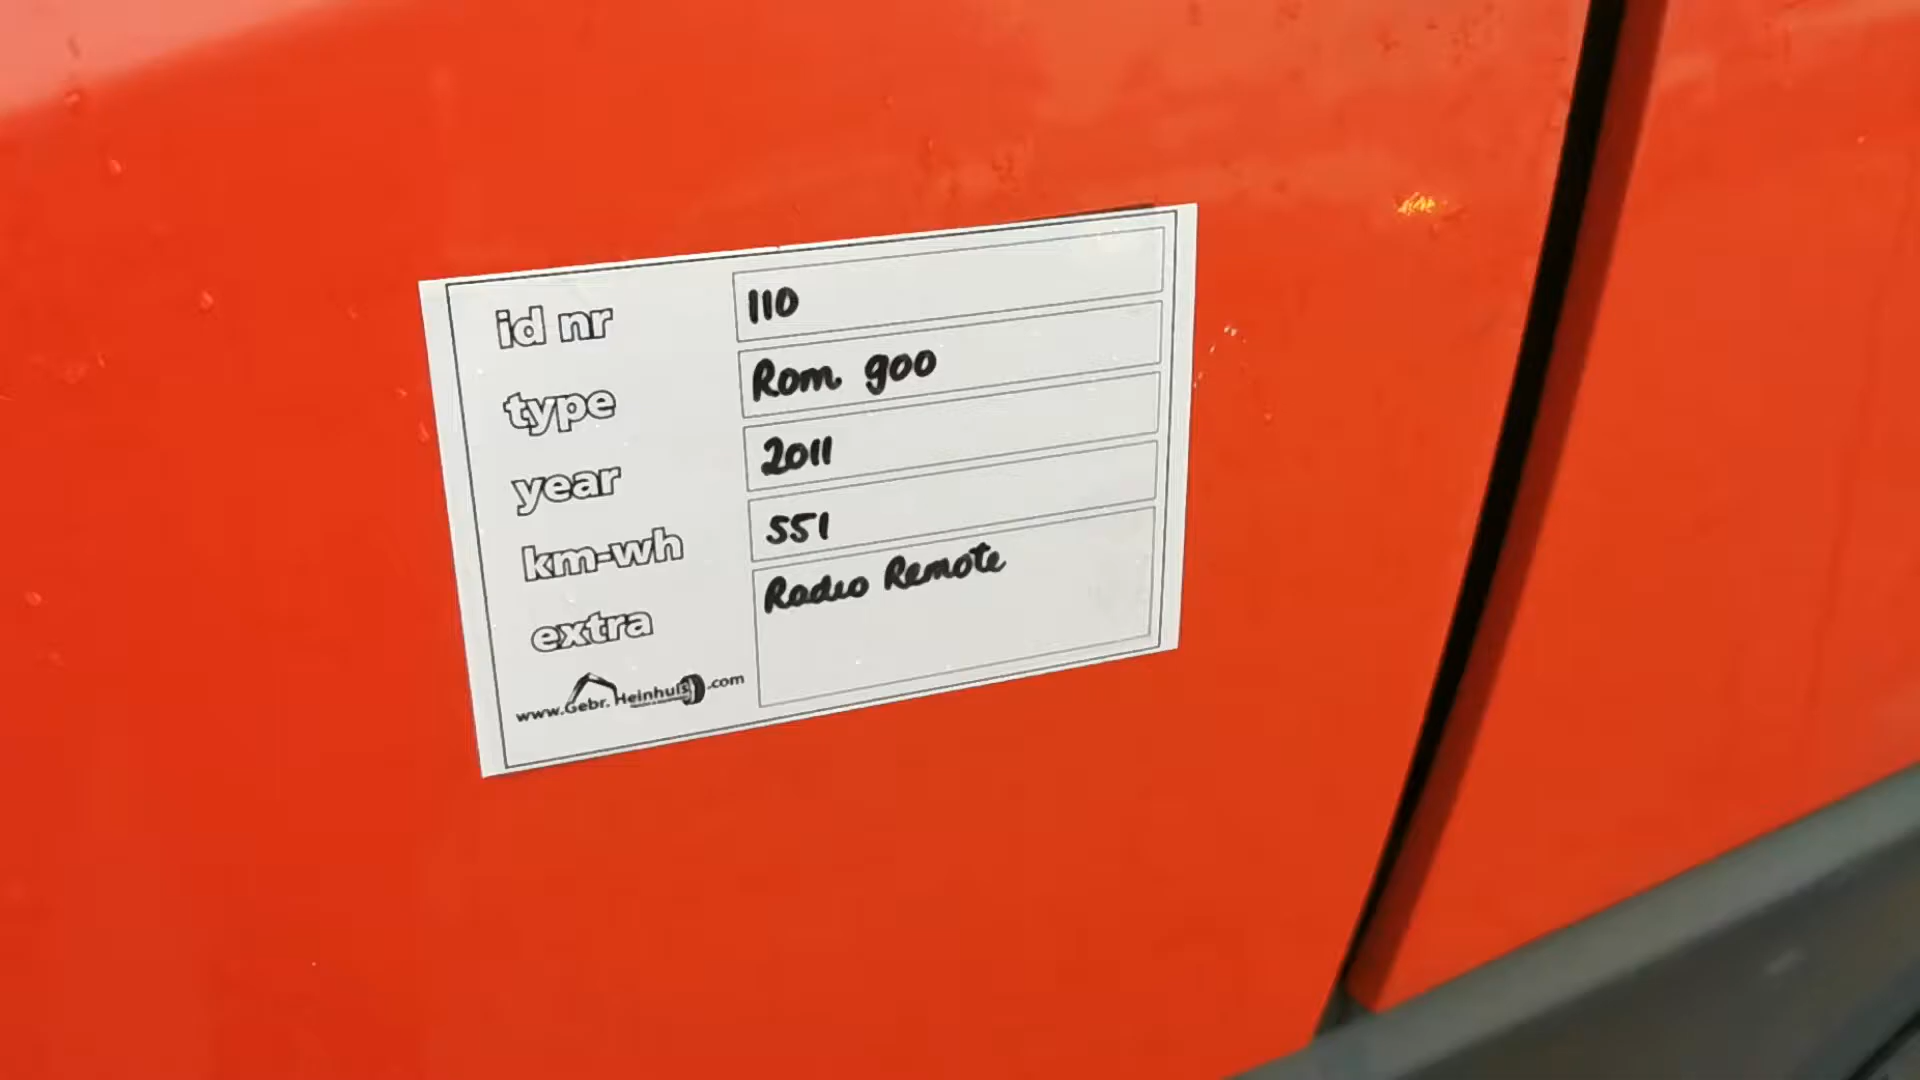 id nr 110
type Rom 900
year 2011
km-wh 551
extra Radio Remote
www.Gebr.Heinhuis.com